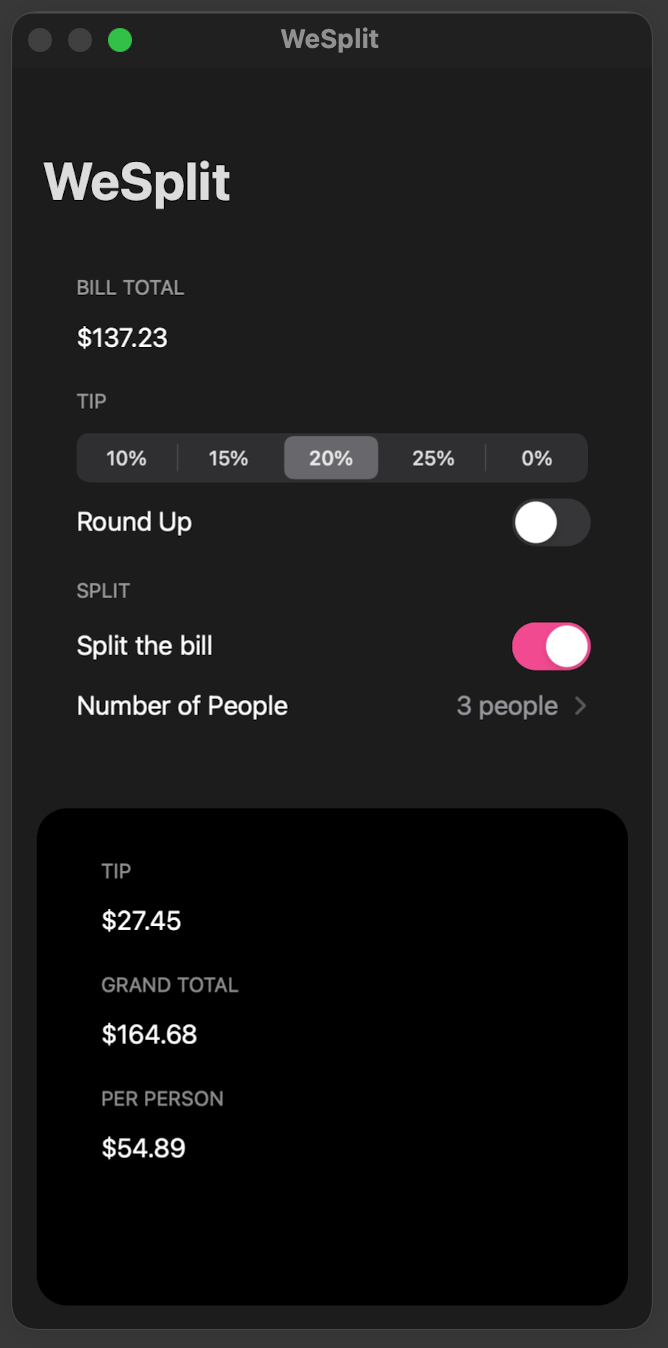 WeSplit
WeSplit
BILL TOTAL
$137.23
TIP
10% 15% 20% 25% 0%
Round Up
SPLIT
Split the bill
Number of People 3 people
TIP
$27.45
GRAND TOTAL
$164.68
PER PERSON
$54.89